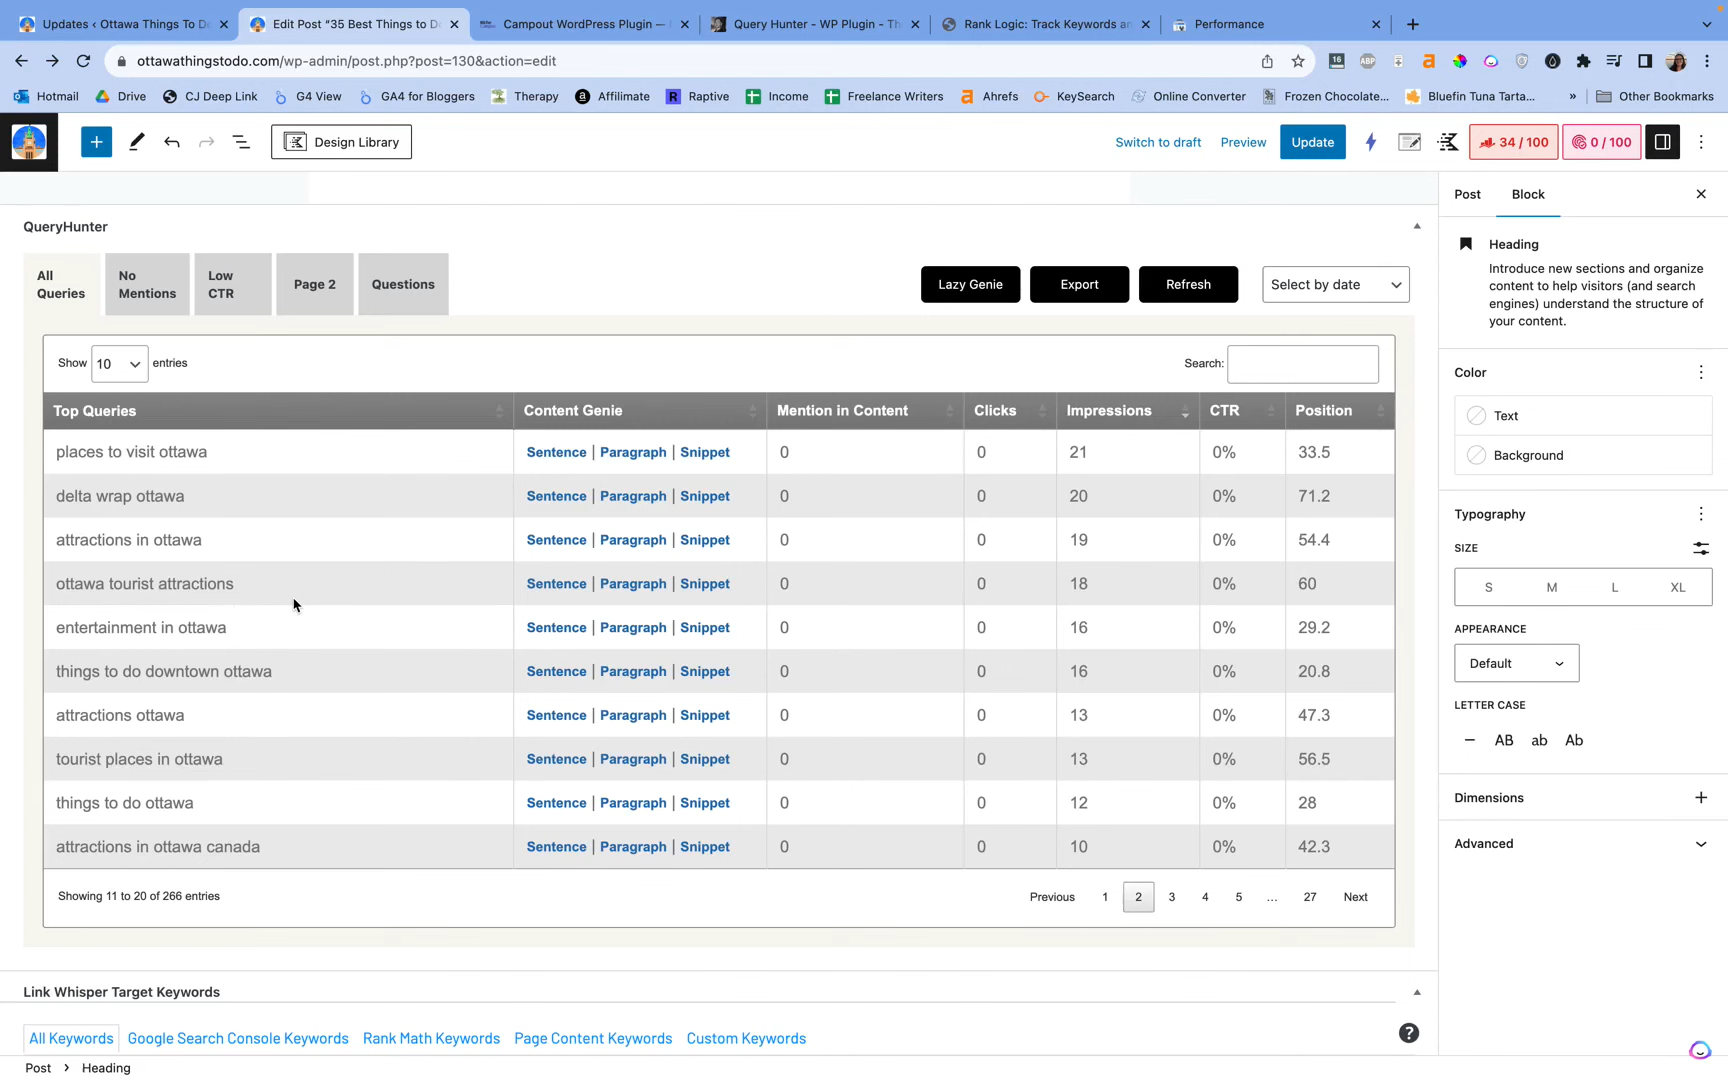 Updates ‹ Ottawa Things To D
Edit Post “35 Best Things to D
Campout WordPress Plugin —
Query Hunter - WP Plugin - Th
Rank Logic: Track Keywords a
Performance
ottawathingstodo.com/wp-admin/post.php?post=130&action=edit
16
ABP
Hotmail
Drive
CJ Deep Link
G4 View
GA4 for Bloggers
Therapy
Affilimate
Raptive
Income
Freelance Writers
Ahrefs
KeySearch
Online Converter
Frozen Chocolate...
Bluefin Tuna Tarta...
»
Other Bookmarks
Design Library
Switch to draft
Preview
Update
34 / 100
0 / 100
QueryHunter
All Queries
No Mentions
Low CTR
Page 2
Questions
Lazy Genie
Export
Refresh
Select by date
Show 10 entries
Search:
Top Queries Content Genie Mention in Content Clicks Impressions CTR Position
places to visit ottawa Sentence | Paragraph | Snippet 0 0 21 0% 33.5
delta wrap ottawa Sentence | Paragraph | Snippet 0 0 20 0% 71.2
attractions in ottawa Sentence | Paragraph | Snippet 0 0 19 0% 54.4
ottawa tourist attractions Sentence | Paragraph | Snippet 0 0 18 0% 60
entertainment in ottawa Sentence | Paragraph | Snippet 0 0 16 0% 29.2
things to do downtown ottawa Sentence | Paragraph | Snippet 0 0 16 0% 20.8
attractions ottawa Sentence | Paragraph | Snippet 0 0 13 0% 47.3
tourist places in ottawa Sentence | Paragraph | Snippet 0 0 13 0% 56.5
things to do ottawa Sentence | Paragraph | Snippet 0 0 12 0% 28
attractions in ottawa canada Sentence | Paragraph | Snippet 0 0 10 0% 42.3
Showing 11 to 20 of 266 entries
Previous 1 2 3 4 5 ... 27 Next
Link Whisper Target Keywords
All Keywords
Google Search Console Keywords
Rank Math Keywords
Page Content Keywords
Custom Keywords
Post › Heading
Post
Block
Heading
Introduce new sections and organize
content to help visitors (and search
engines) understand the structure of
your content.
Color
Text
Background
Typography
SIZE
S M L XL
APPEARANCE
Default
LETTER CASE
— AB ab Ab
Dimensions
Advanced